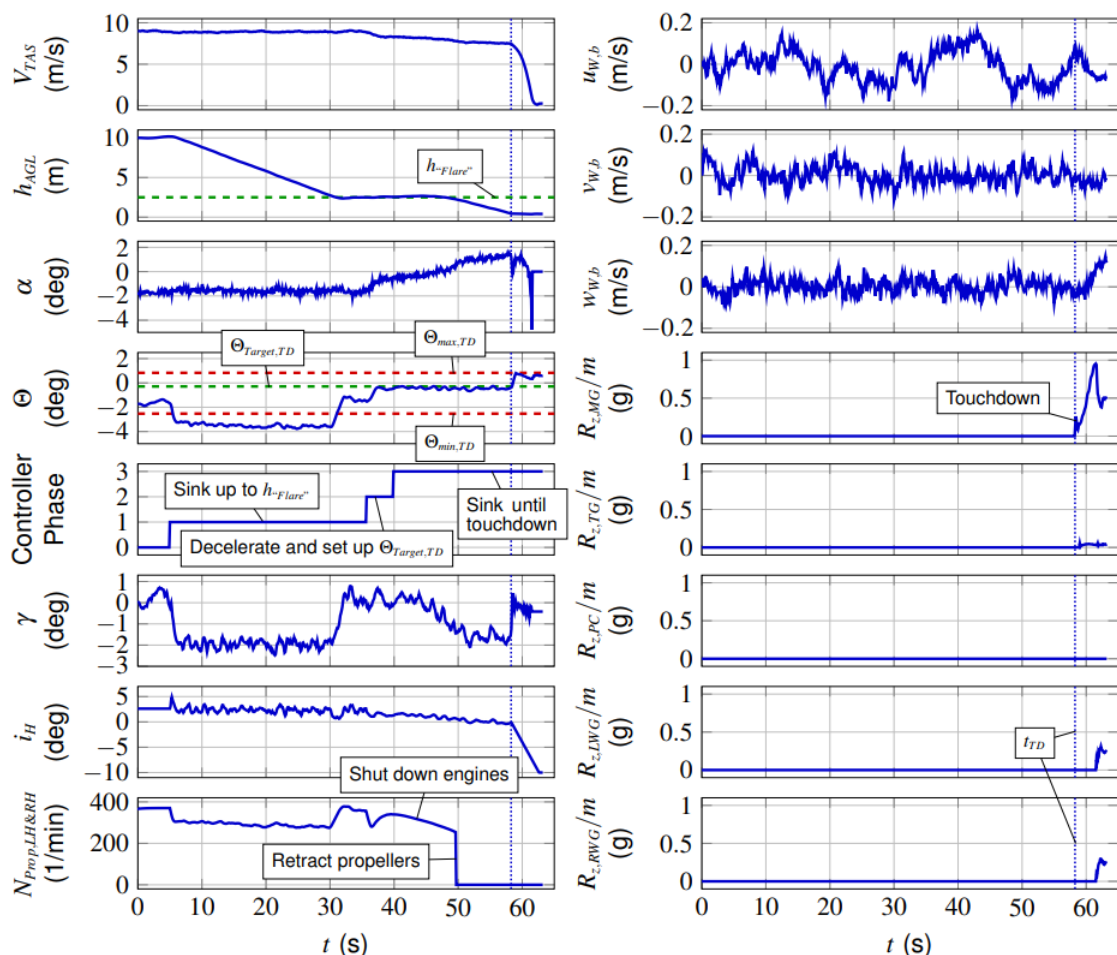 V_TAS (m/s)
10
5
0
h_AGL (m)
10
5
0
h_"Flare"
α (deg)
2
0
−2
−4
Θ_Target,TD
Θ_max,TD
Θ (deg)
2
0
−2
−4
Θ_min,TD
Controller Phase
3
2
1
0
Sink up to h_"Flare"
Sink until
touchdown
Decelerate and set up Θ_Target,TD
γ (deg)
1
0
−1
−2
−3
i_H (deg)
5
0
−5
−10
Shut down engines
N_Prop,LH&RH (1/min)
400
200
0
Retract propellers
0 10 20 30 40 50 60
t (s)
u_W,b (m/s)
0.2
0
−0.2
v_W,b (m/s)
0.2
0
−0.2
w_W,b (m/s)
0.2
0
−0.2
R_z,MG/m (g)
1
0.5
0
Touchdown
R_z,TG/m (g)
1
0.5
0
R_z,PC/m (g)
1
0.5
0
R_z,LWG/m (g)
1
0.5
0
t_TD
R_z,RWG/m (g)
1
0.5
0
0 10 20 30 40 50 60
t (s)